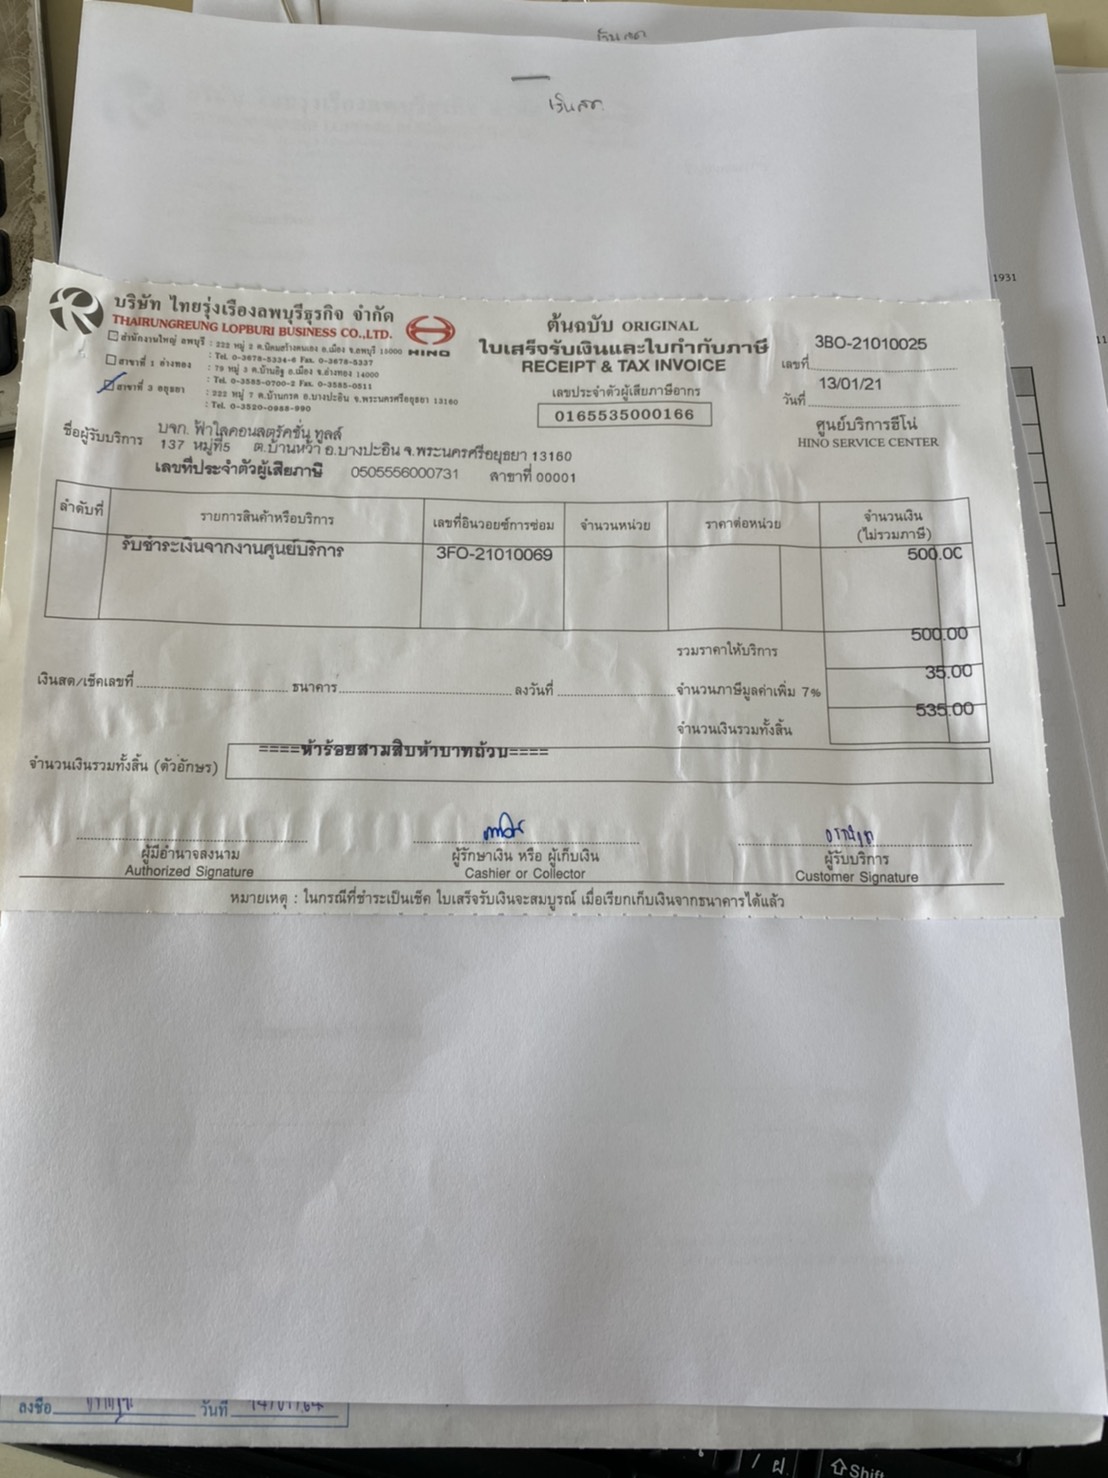 เงินสด
เงินสด
1931
11
บริษัท ไทยรุ่งเรืองลพบุรีธุรกิจ จำกัด
THAIRUNGREUNG LOPBURI BUSINESS CO.,LTD.
HINO
สำนักงานใหญ่ ลพบุรี : 222 หมู่ 2 ต.นิคมสร้างตนเอง อ.เมือง จ.ลพบุรี 15000
: Tel. 0-3678-5334-6 Fax. 0-3678-5337
สาขาที่ 1 อ่างทอง : 79 หมู่ 3 ต.บ้านอิฐ อ.เมือง จ.อ่างทอง 14000
: Tel. 0-3585-0700-2 Fax. 0-3585-0511
สาขาที่ 3 อยุธยา : 322 หมู่ 7 ต.บ้านกรด อ.บางปะอิน จ.พระนครศรีอยุธยา 13160
: Tel. 0-3520-0988-990
ต้นฉบับ ORIGINAL
ใบเสร็จรับเงินและใบกำกับภาษี
RECEIPT & TAX INVOICE
เลขประจำตัวผู้เสียภาษีอากร
0165535000166
เลขที่ 3BO-21010025
วันที่ 13/01/21
ศูนย์บริการฮีโน่
HINO SERVICE CENTER
ชื่อผู้รับบริการ บจก. ฟ้าใสคอนสตรัคชั่น ทูลส์
137 หมู่ที่5 ต.บ้านหว้า อ.บางปะอิน จ.พระนครศรีอยุธยา 13160
เลขที่ประจำตัวผู้เสียภาษี 0505556000731 สาขาที่ 00001
ลำดับที่ รายการสินค้าหรือบริการ เลขที่อินวอยซ์การซ่อม จำนวนหน่วย ราคาต่อหน่วย จำนวนเงิน
(ไม่รวมภาษี)
รับชำระเงินจากงานศูนย์บริการ 3FO-21010069 500.00
รวมราคาให้บริการ 500.00
เงินสด/เช็คเลขที่ ธนาคาร ลงวันที่ จำนวนภาษีมูลค่าเพิ่ม 7% 35.00
จำนวนเงินรวมทั้งสิ้น 535.00
จำนวนเงินรวมทั้งสิ้น (ตัวอักษร) ====ห้าร้อยสามสิบห้าบาทถ้วน====
ผู้มีอำนาจลงนาม
Authorized Signature
ผู้รักษาเงิน หรือ ผู้เก็บเงิน
Cashier or Collector
ผู้รับบริการ
Customer Signature
หมายเหตุ : ในกรณีที่ชำระเป็นเช็ค ใบเสร็จรับเงินจะสมบูรณ์ เมื่อเรียกเก็บเงินจากธนาคารได้แล้ว
ลงชื่อ วันที่ 14/01/64
/ ฝ Shift